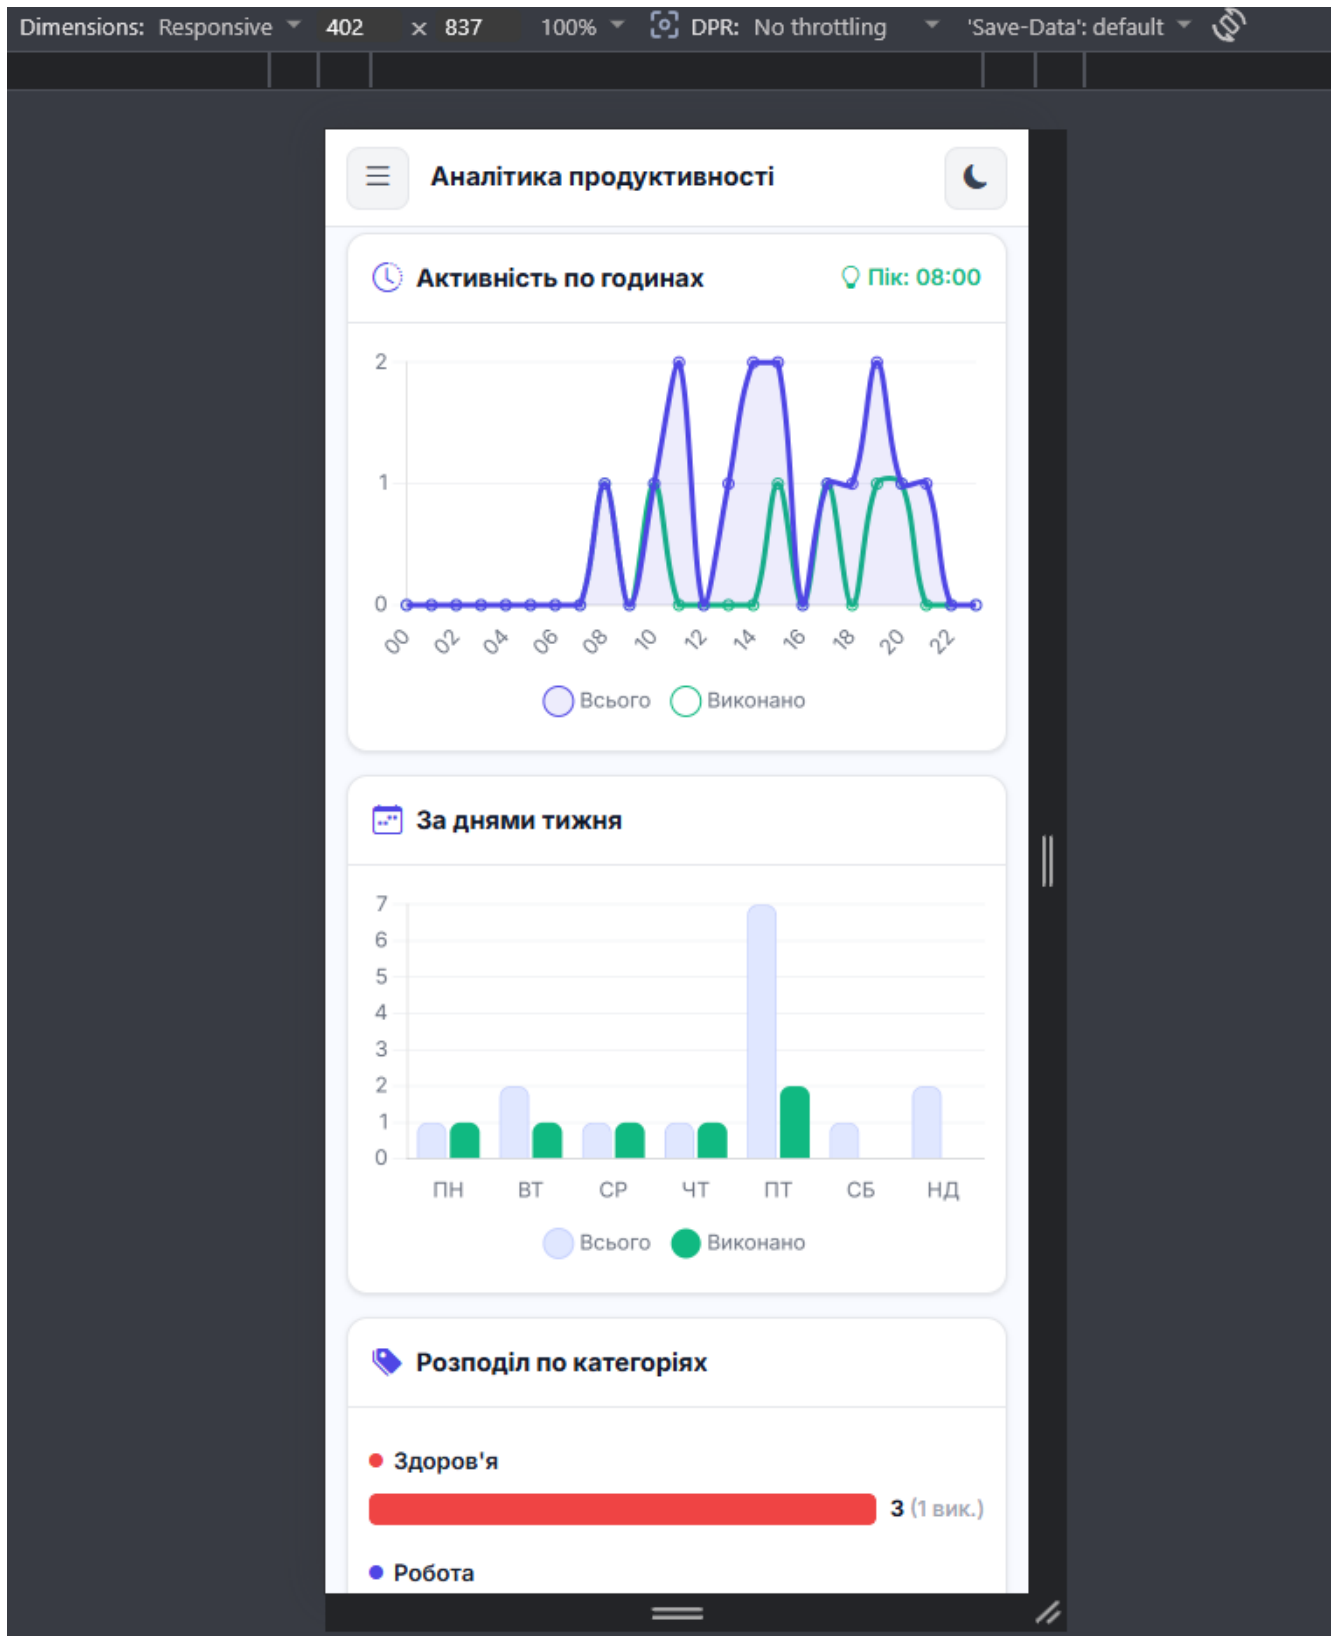 Dimensions: Responsive 402 × 837 100% DPR: No throttling 'Save-Data': default
Аналітика продуктивності
Активність по годинах Пік: 08:00
2
1
0
00 02 04 06 08 10 12 14 16 18 20 22
Всього Виконано
За днями тижня
7
6
5
4
3
2
1
0
ПН ВТ СР ЧТ ПТ СБ НД
Всього Виконано
Розподіл по категоріях
Здоров'я
3 (1 вик.)
Робота